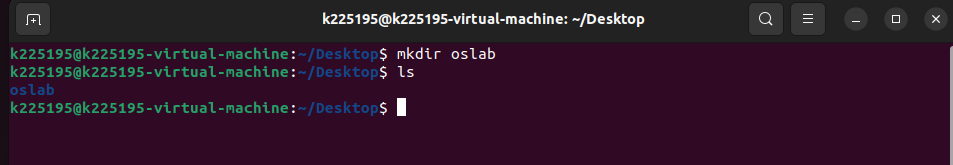 k225195@k225195-virtual-machine: ~/Desktop
k225195@k225195-virtual-machine:~/Desktop$ mkdir oslab
k225195@k225195-virtual-machine:~/Desktop$ ls
oslab
k225195@k225195-virtual-machine:~/Desktop$